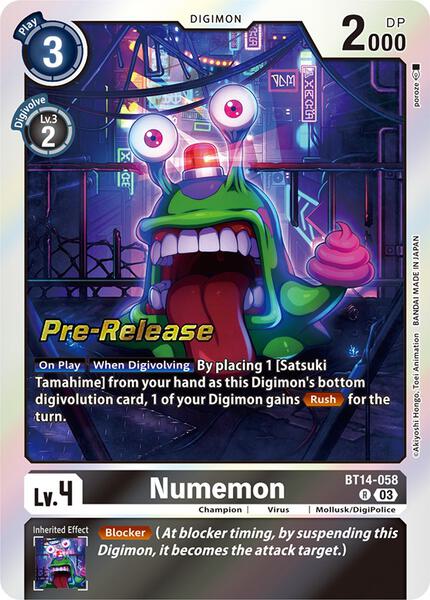 Play
3
DIGIMON
2000
DP
Digivolve
Lv.3
2
poroze
©Akiyoshi Hongo, Toei Animation BANDAI MADE IN JAPAN
Pre-Release
On Play When Digivolving By placing 1 [Satsuki
Tamahime] from your hand as this Digimon's bottom
digivolution card, 1 of your Digimon gains Rush for the
turn.
Lv.4
Numemon
BT14-058
R 03
Champion | Virus | Mollusk/DigiPolice
Inherited Effect
Blocker (At blocker timing, by suspending this
Digimon, it becomes the attack target.)